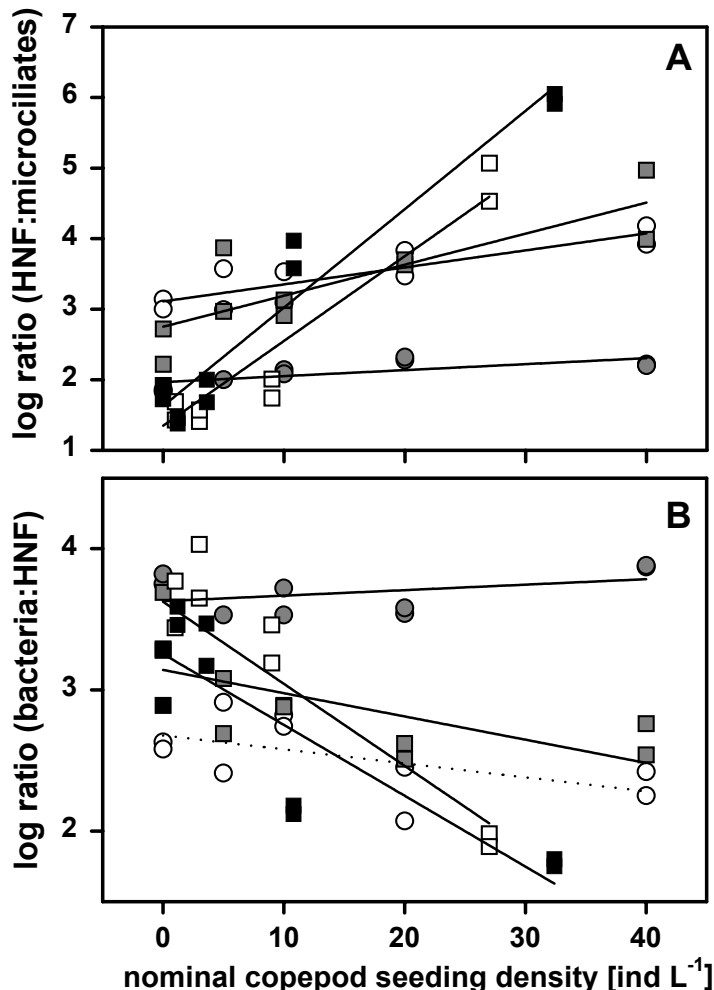 7
A
6
5
4
3
2
1
log ratio (HNF:microciliates)
B
4
3
2
log ratio (bacteria:HNF)
0 10 20 30 40
nominal copepod seeding density [ind L⁻¹]